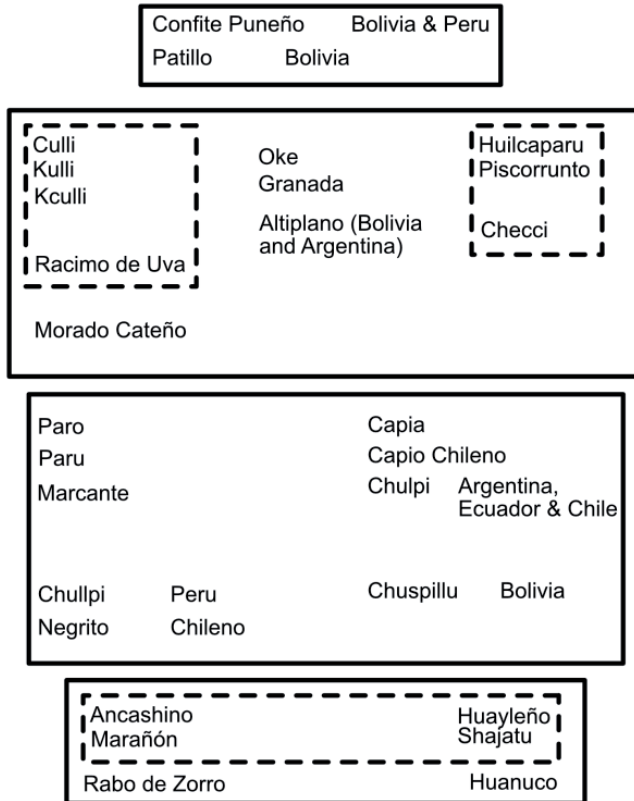 Confite Puneño Bolivia & Peru
Patillo Bolivia
Culli
Kulli
Kculli
Racimo de Uva
Oke
Granada
Altiplano (Bolivia
and Argentina)
Huilcaparu
Piscorrunto
Checci
Morado Cateño
Paro
Paru
Marcante
Capia
Capio Chileno
Chulpi Argentina,
Ecuador & Chile
Chullpi Peru
Negrito Chileno
Chuspillu Bolivia
Ancashino
Marañón
Huayleño
Shajatu
Rabo de Zorro
Huanuco